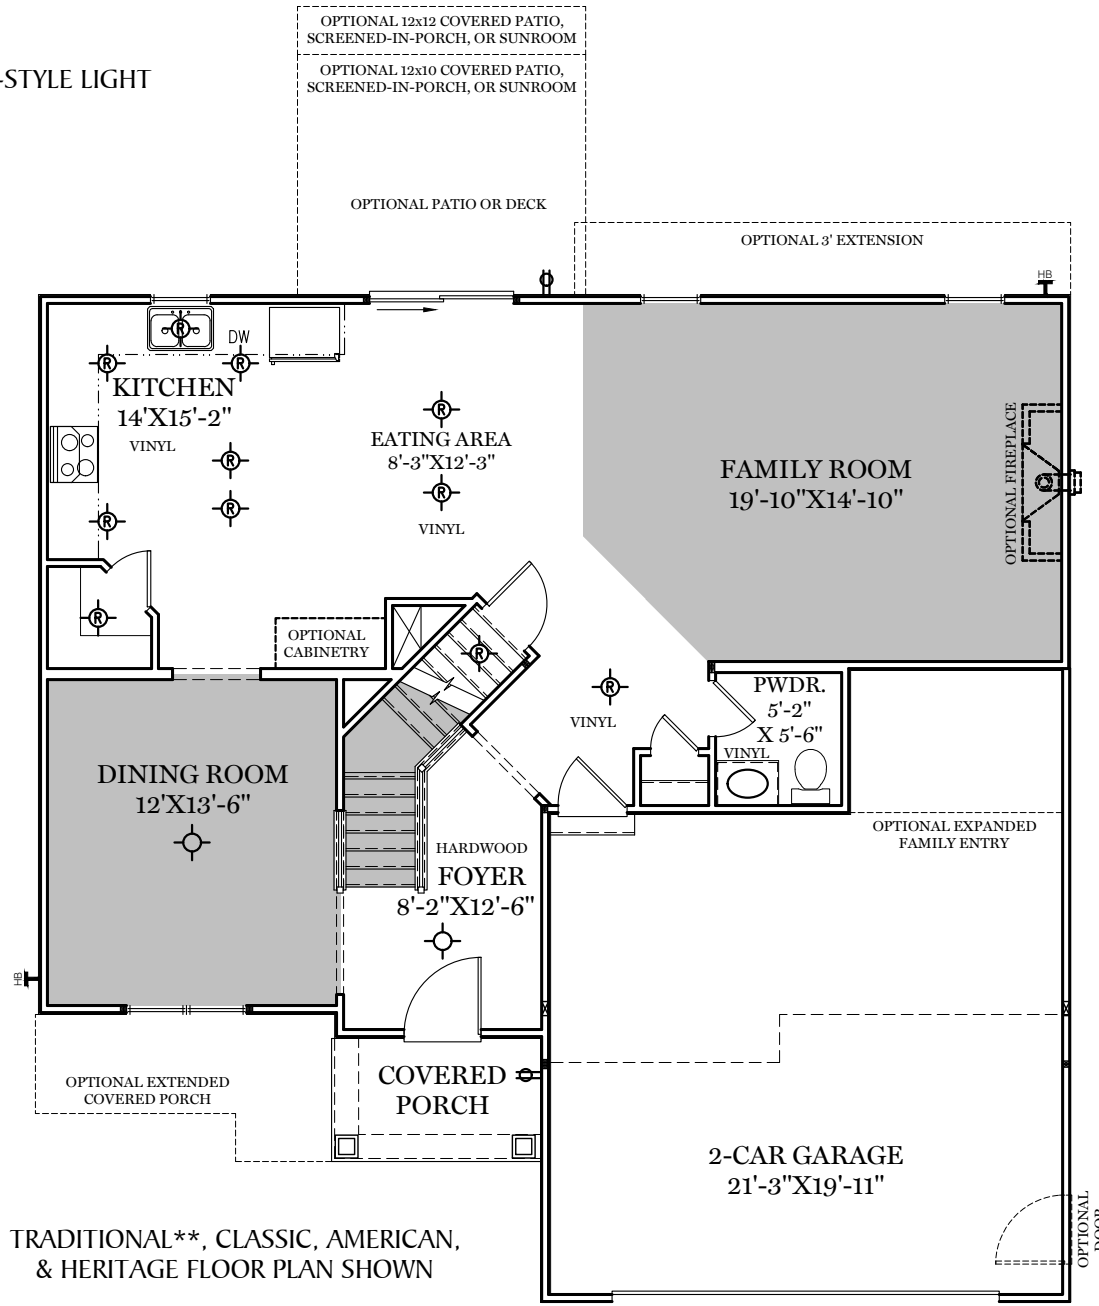 OPTIONAL 12x12 COVERED PATIO,
SCREENED-IN-PORCH, OR SUNROOM
OPTIONAL 12x10 COVERED PATIO,
SCREENED-IN-PORCH, OR SUNROOM
-STYLE LIGHT
OPTIONAL PATIO OR DECK
OPTIONAL 3' EXTENSION
HB
DW
R
R
R
KITCHEN
14'X15'-2"
VINYL
R
R
R
R
EATING AREA
8'-3"X12'-3"
R
VINYL
FAMILY ROOM
19'-10"X14'-10"
OPTIONAL FIREPLACE
R
OPTIONAL
CABINETRY
R
R
VINYL
PWDR.
5'-2"
X 5'-6"
VINYL
DINING ROOM
12'X13'-6"
HARDWOOD
FOYER
8'-2"X12'-6"
OPTIONAL EXPANDED
FAMILY ENTRY
HB
OPTIONAL EXTENDED
COVERED PORCH
COVERED
PORCH
2-CAR GARAGE
21'-3"X19'-11"
OPTIONAL
DOOR
TRADITIONAL**, CLASSIC, AMERICAN,
& HERITAGE FLOOR PLAN SHOWN